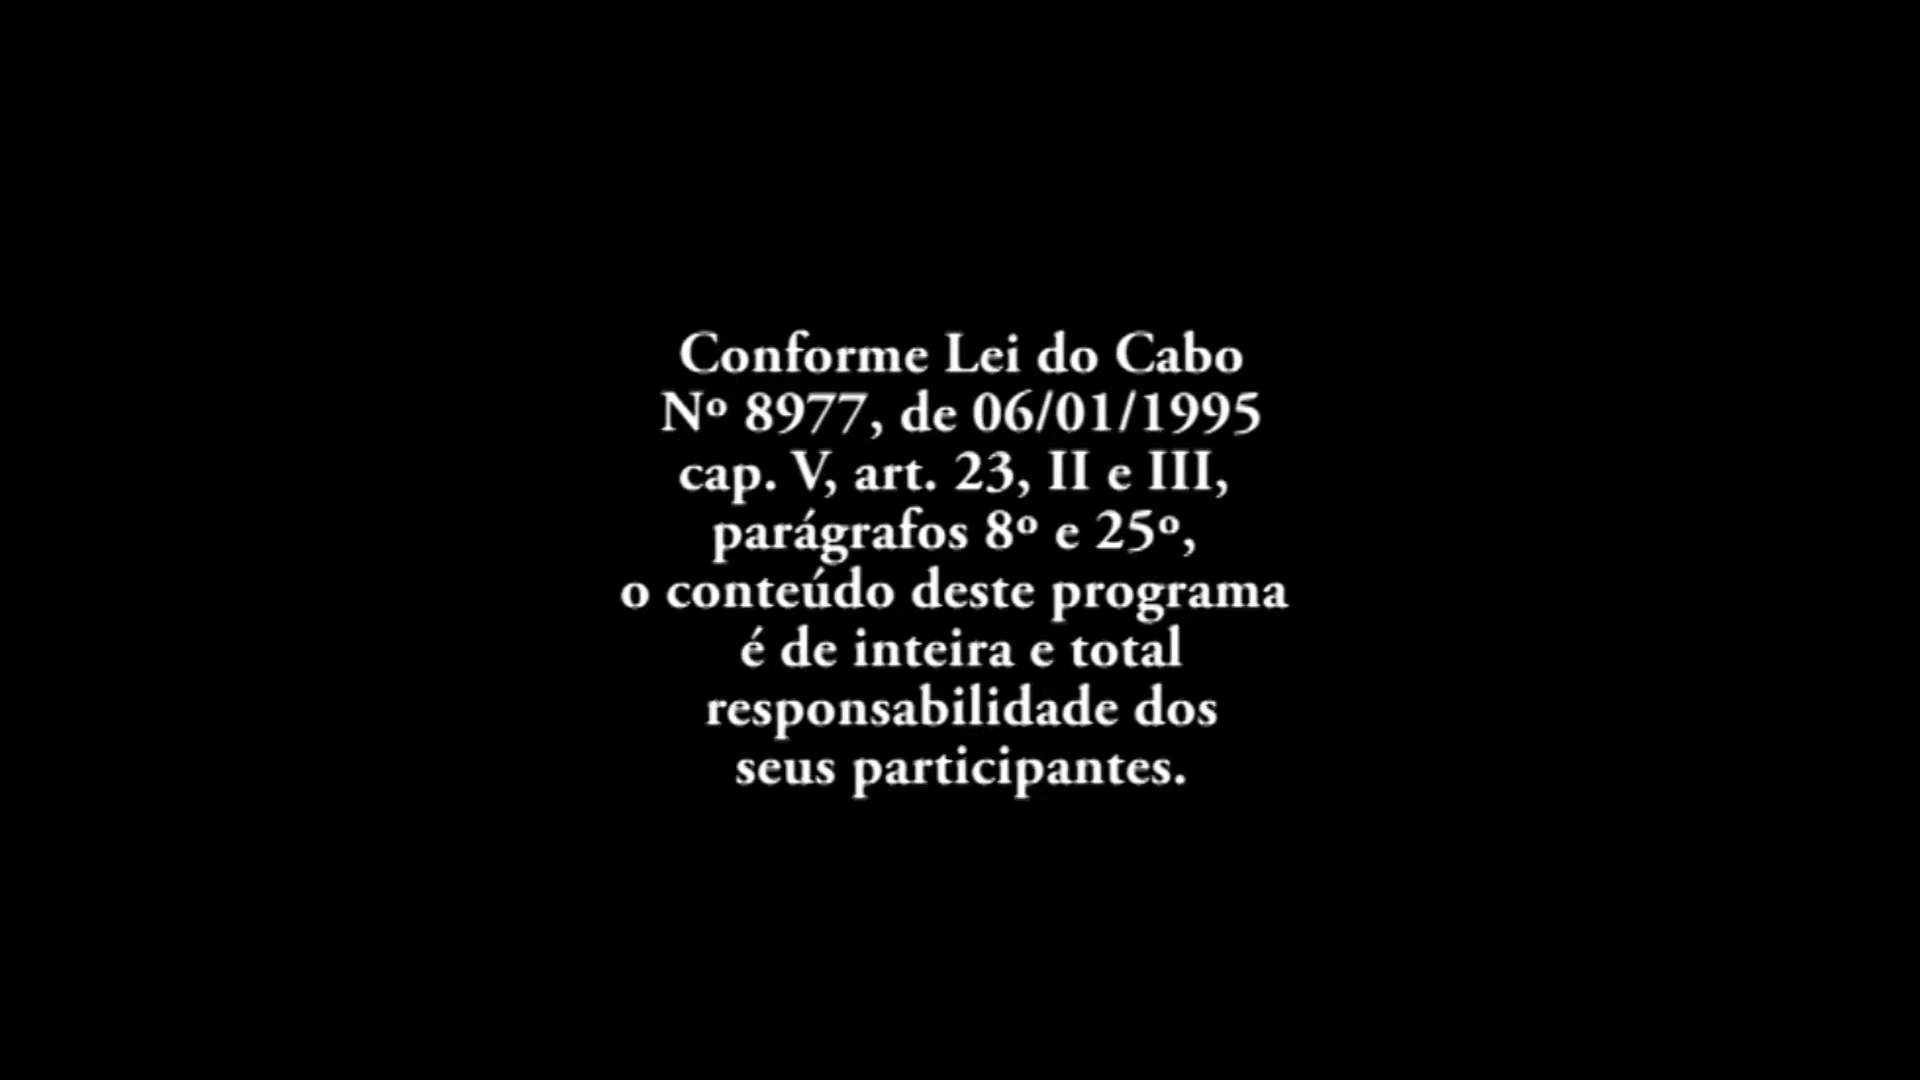 Conforme Lei do Cabo
Nº 8977, de 06/01/1995
cap. V, art. 23, II e III,
parágrafos 8º e 25º,
o conteúdo deste programa
é de inteira e total
responsabilidade dos
seus participantes.